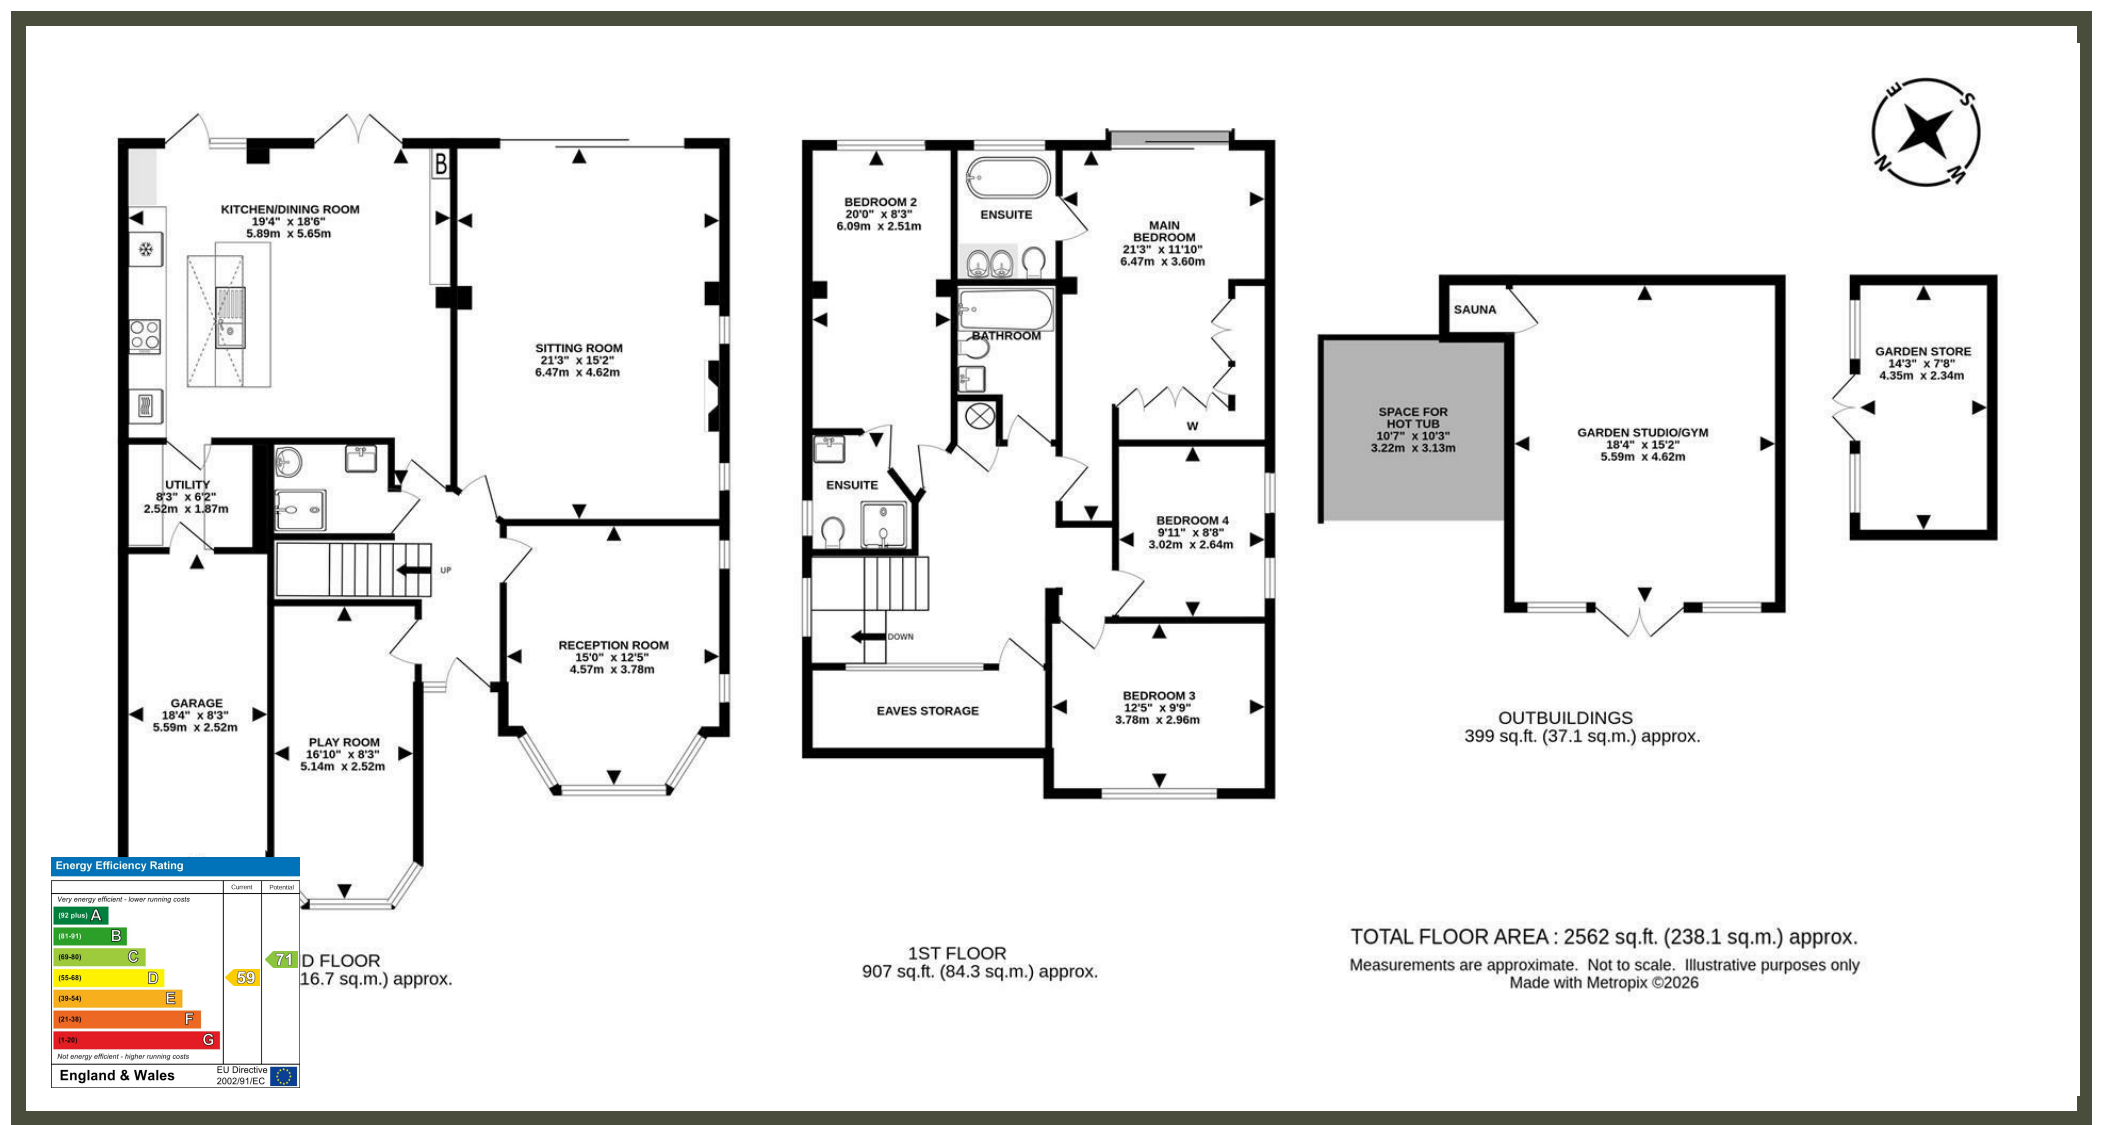 KITCHEN/DINING ROOM
19'4" x 18'6"
5.89m x 5.65m
B
SITTING ROOM
21'3" x 15'2"
6.47m x 4.62m
UTILITY
8'3" x 6'2"
2.52m x 1.87m
UP
RECEPTION ROOM
15'0" x 12'5"
4.57m x 3.78m
GARAGE
18'4" x 8'3"
5.59m x 2.52m
PLAY ROOM
16'10" x 8'3"
5.14m x 2.52m
D FLOOR
16.7 sq.m.) approx.
BEDROOM 2
20'0" x 8'3"
6.09m x 2.51m
ENSUITE
MAIN
BEDROOM
21'3" x 11'10"
6.47m x 3.60m
BATHROOM
W
ENSUITE
BEDROOM 4
9'11" x 8'8"
3.02m x 2.64m
DOWN
BEDROOM 3
12'5" x 9'9"
3.78m x 2.96m
EAVES STORAGE
1ST FLOOR
907 sq.ft. (84.3 sq.m.) approx.
E
S
N
W
SAUNA
SPACE FOR
HOT TUB
10'7" x 10'3"
3.22m x 3.13m
GARDEN STUDIO/GYM
18'4" x 15'2"
5.59m x 4.62m
GARDEN STORE
14'3" x 7'8"
4.35m x 2.34m
OUTBUILDINGS
399 sq.ft. (37.1 sq.m.) approx.
TOTAL FLOOR AREA : 2562 sq.ft. (238.1 sq.m.) approx.
Measurements are approximate. Not to scale. Illustrative purposes only
Made with Metropix ©2026
Energy Efficiency Rating
Current Potential
Very energy efficient - lower running costs
(92 plus) A
(81-91) B
(69-80) C 71
(55-68) D 59
(39-54) E
(21-38) F
(1-20) G
Not energy efficient - higher running costs
England & Wales
EU Directive
2002/91/EC